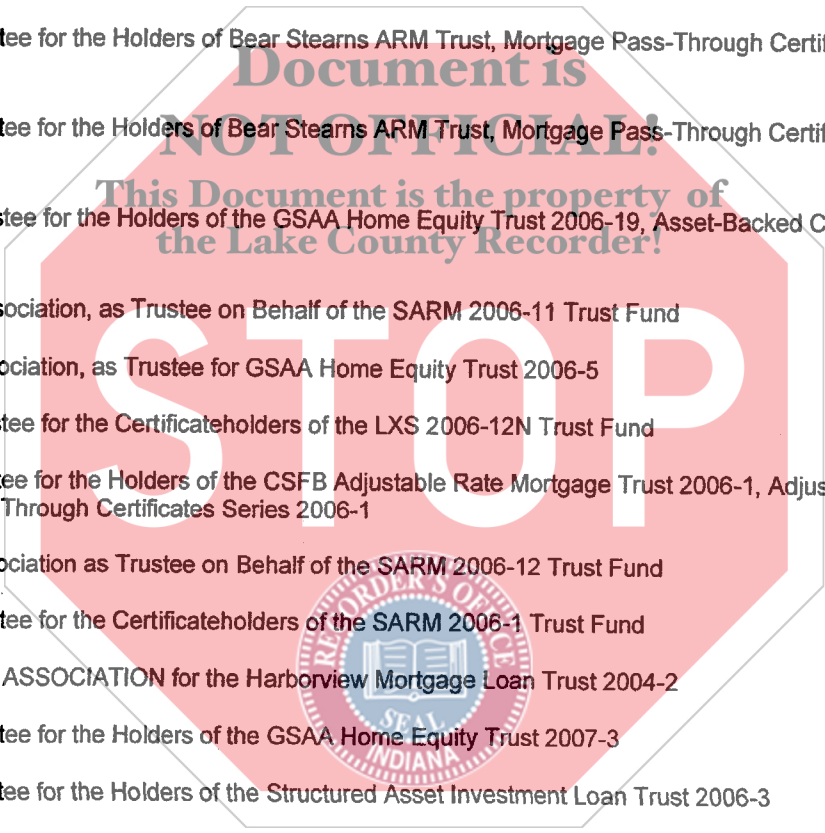 tee for the Holders of Bear Stearns ARM Trust, Mortgage Pass-Through Certif
Document is
tee for the Holders of Bear Stearns ARM Trust, Mortgage Pass-Through Certif
NOT OFFICIAL!
This Document is the property of
stee for the Holders of the GSAA Home Equity Trust 2006-19, Asset-Backed C
the Lake County Recorder!
sociation, as Trustee on Behalf of the SARM 2006-11 Trust Fund
ociation, as Trustee for GSAA Home Equity Trust 2006-5
tee for the Certificateholders of the LXS 2006-12N Trust Fund
STOP
ee for the Holders of the CSFB Adjustable Rate Mortgage Trust 2006-1, Adjus
Through Certificates Series 2006-1
ociation as Trustee on Behalf of the SARM 2006-12 Trust Fund
RECORDER'S OFFICE
tee for the Certificateholders of the SARM 2006-1 Trust Fund
ASSOCIATION for the Harborview Mortgage Loan Trust 2004-2
SEAL
tee for the Holders of the GSAA Home Equity Trust 2007-3
INDIANA
tee for the Holders of the Structured Asset Investment Loan Trust 2006-3